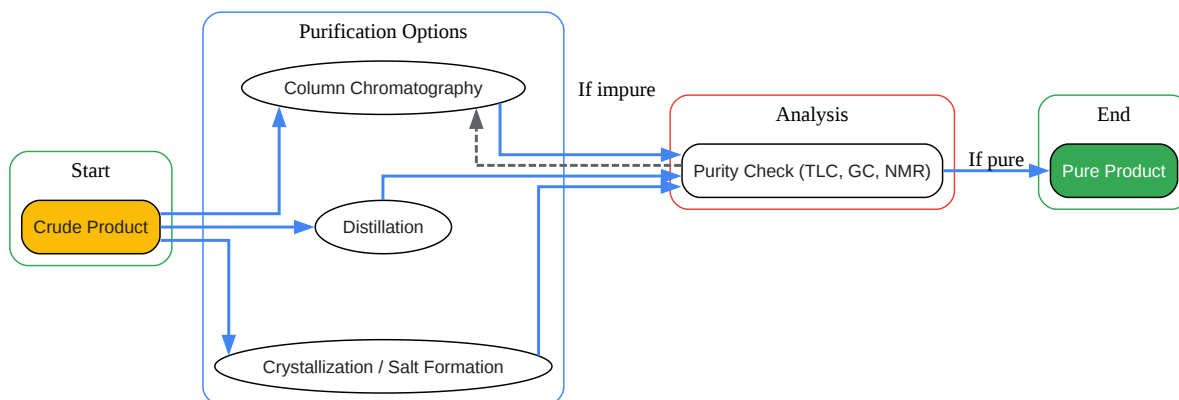 Start
Crude Product
Purification Options
Column Chromatography
Distillation
Crystallization / Salt Formation
If impure
Analysis
Purity Check (TLC, GC, NMR)
If pure
End
Pure Product